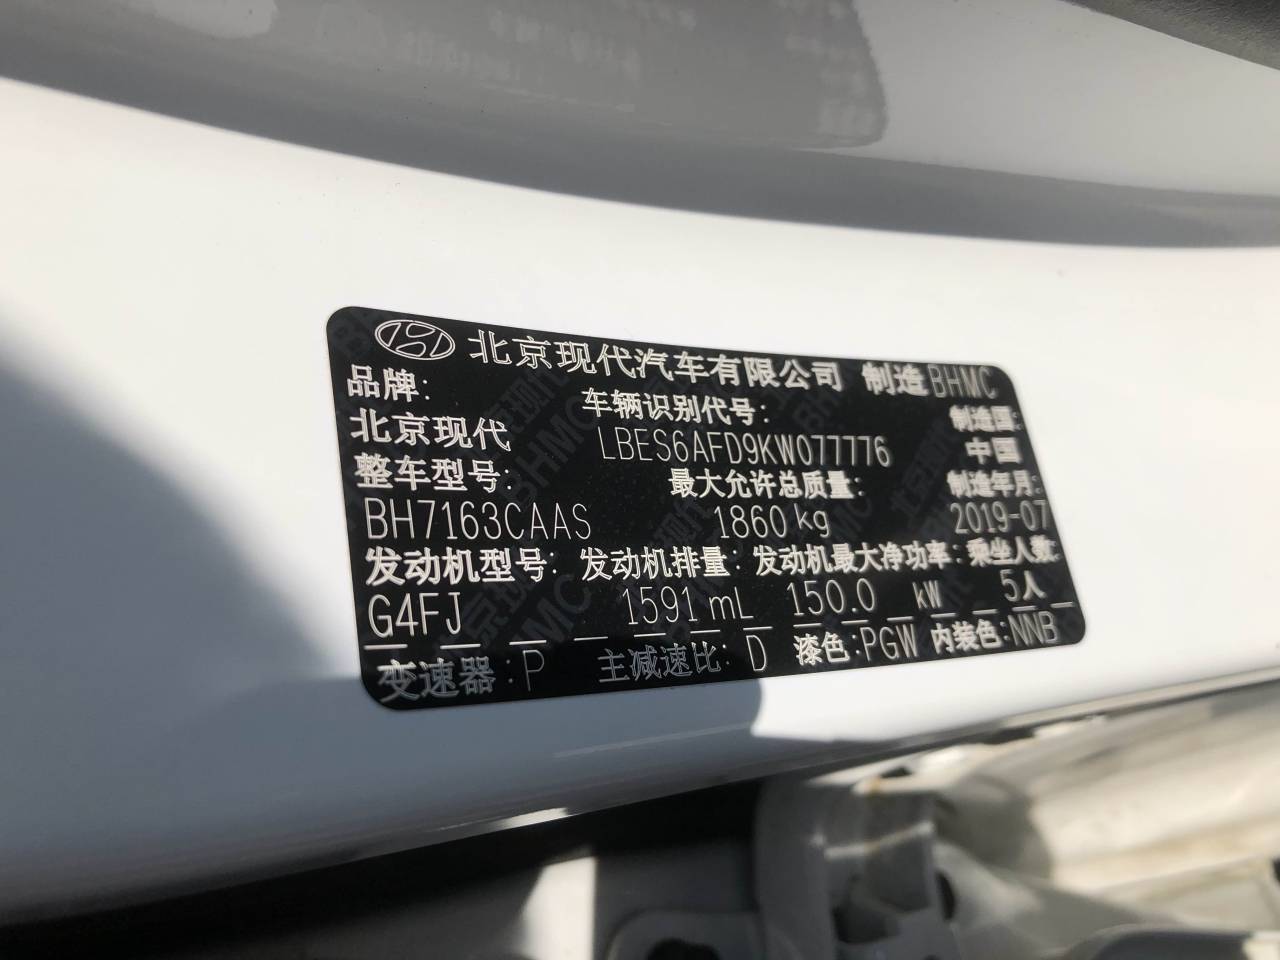 北京现代汽车有限公司 制造 BHMC
品牌: 车辆识别代号: 制造国:
北京现代 LBES6AFD9KW077776 中国
整车型号: 最大允许总质量: 制造年月:
BH7163CAAS 1860 kg 2019-07
发动机型号: 发动机排量: 发动机最大净功率: 乘坐人数:
G4FJ 1591 mL 150.0 kW 5人
变速器: P 主减速比: D 漆色: PGW 内装色: NNB